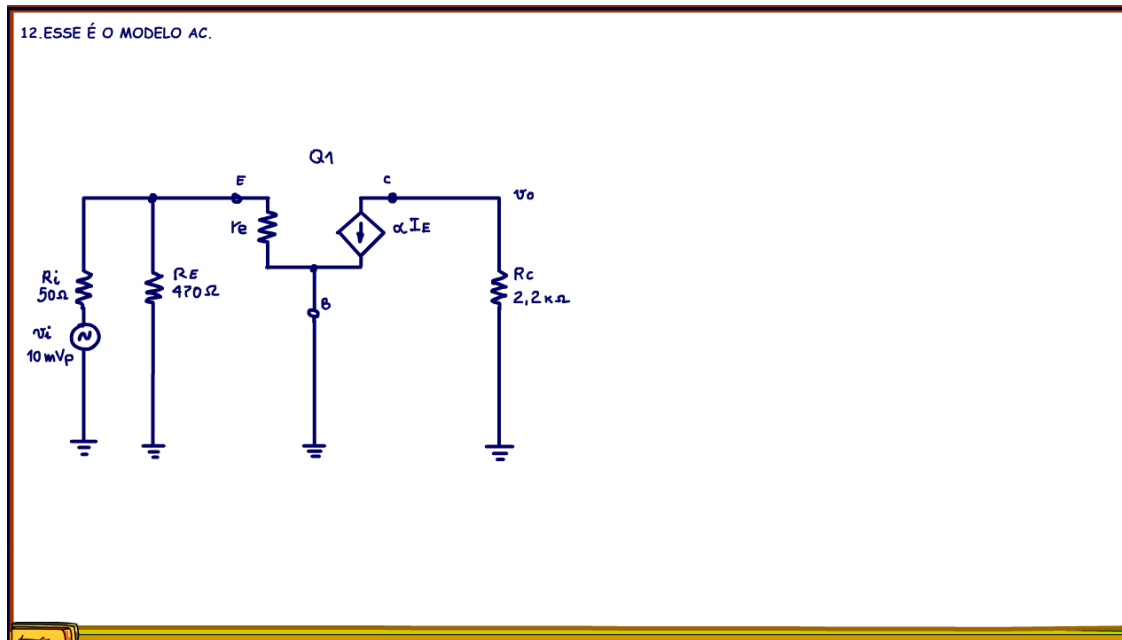 12.ESSE É O MODELO AC.
Q1
E
C
vo
re
αIE
Ri
50Ω
RE
470Ω
RC
2,2KΩ
B
vi
10mVp